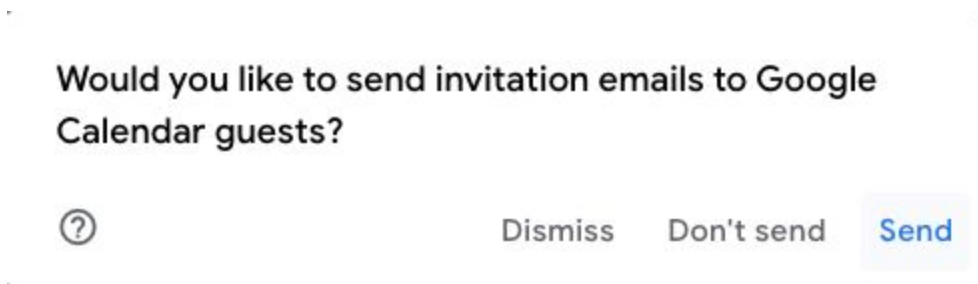 Would you like to send invitation emails to Google
Calendar guests?
? Dismiss Don't send Send